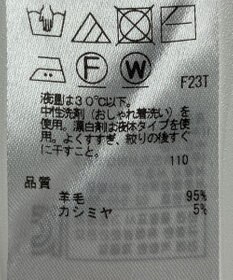 F
W
F23T
液温は30℃以下。
中性洗剤(おしゃれ着洗い)を
使用。漂白剤は液体タイプを使
用。よくすすぎ、絞りの後すぐ
に干すこと。
110
品質
羊毛 95%
カシミヤ 5%